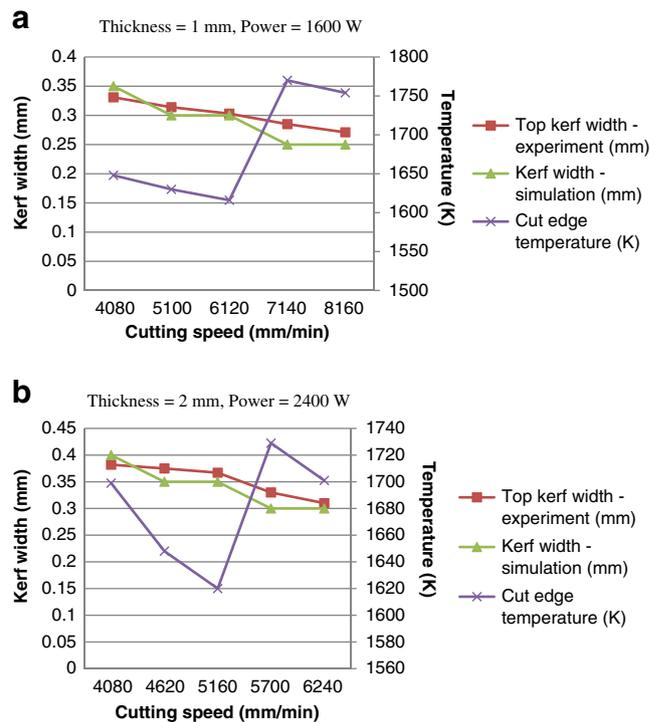 a
Thickness = 1 mm, Power = 1600 W
0.4
0.35
0.3
0.25
0.2
0.15
0.1
0.05
0
Kerf width (mm)
1800
1750
1700
1650
1600
1550
1500
Temperature (K)
4080 5100 6120 7140 8160
Cutting speed (mm/min)
Top kerf width -
experiment (mm)
Kerf width -
simulation (mm)
Cut edge
temperature (K)
b
Thickness = 2 mm, Power = 2400 W
0.45
0.4
0.35
0.3
0.25
0.2
0.15
0.1
0.05
0
Kerf width (mm)
1740
1720
1700
1680
1660
1640
1620
1600
1580
1560
Temperature (K)
4080 4620 5160 5700 6240
Cutting speed (mm/min)
Top kerf width -
experiment (mm)
Kerf width -
simulation (mm)
Cut edge
temperature (K)